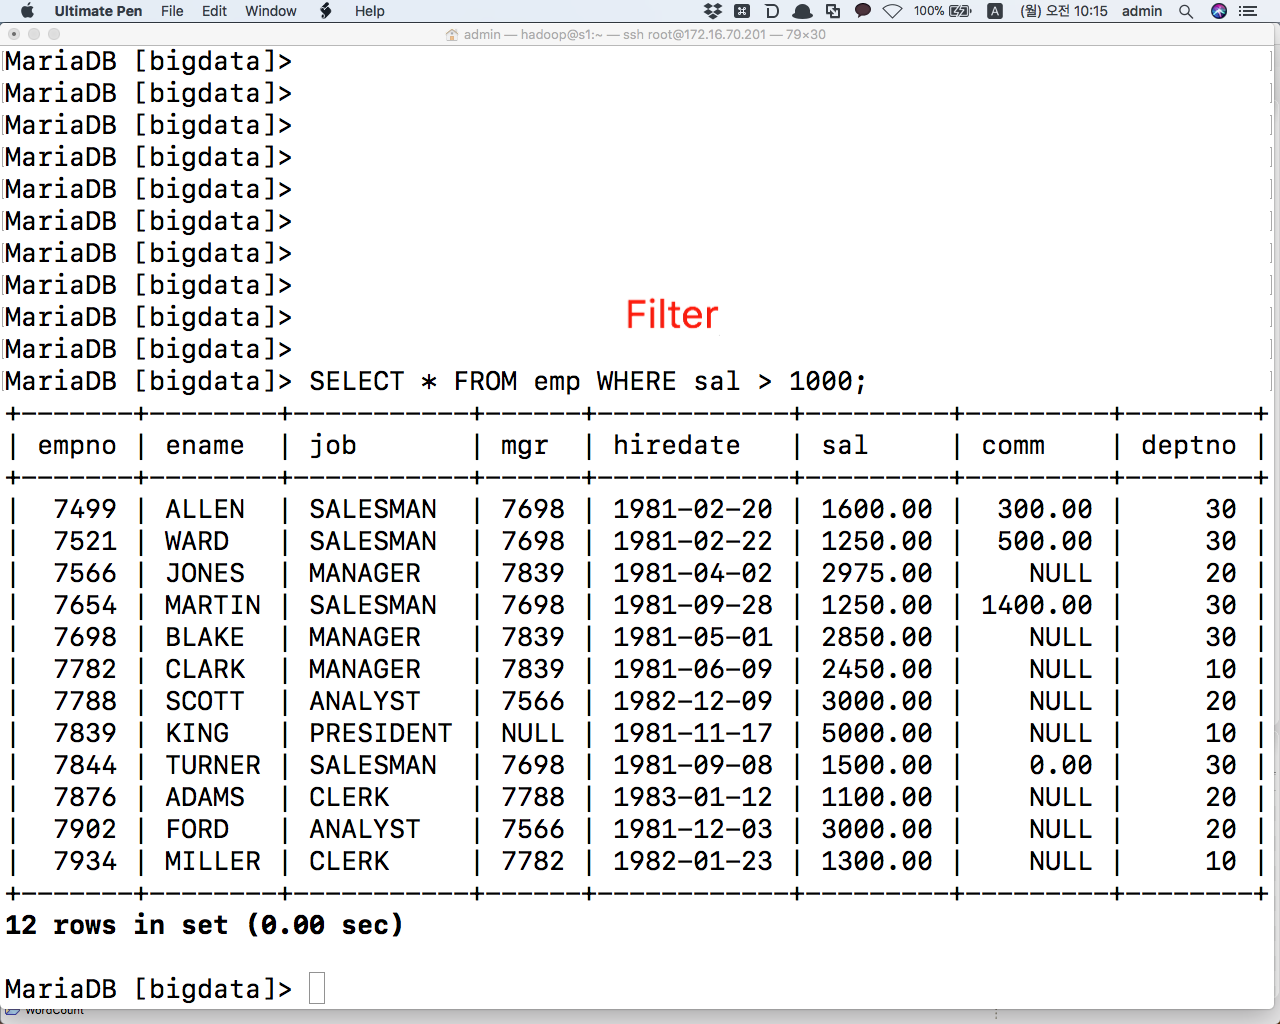 Ultimate Pen File Edit Window Help 100% A (월) 오전 10:15 admin
admin — hadoop@s1:~ — ssh root@172.16.70.201 — 79×30
MariaDB [bigdata]>
MariaDB [bigdata]>
MariaDB [bigdata]>
MariaDB [bigdata]>
MariaDB [bigdata]>
MariaDB [bigdata]>
MariaDB [bigdata]>
MariaDB [bigdata]>
MariaDB [bigdata]>
Filter
MariaDB [bigdata]>
MariaDB [bigdata]> SELECT * FROM emp WHERE sal > 1000;
+-------+--------+-----------+------+------------+---------+---------+--------+
| empno | ename  | job       | mgr  | hiredate   | sal     | comm    | deptno |
+-------+--------+-----------+------+------------+---------+---------+--------+
|  7499 | ALLEN  | SALESMAN  | 7698 | 1981-02-20 | 1600.00 |  300.00 |     30 |
|  7521 | WARD   | SALESMAN  | 7698 | 1981-02-22 | 1250.00 |  500.00 |     30 |
|  7566 | JONES  | MANAGER   | 7839 | 1981-04-02 | 2975.00 |    NULL |     20 |
|  7654 | MARTIN | SALESMAN  | 7698 | 1981-09-28 | 1250.00 | 1400.00 |     30 |
|  7698 | BLAKE  | MANAGER   | 7839 | 1981-05-01 | 2850.00 |    NULL |     30 |
|  7782 | CLARK  | MANAGER   | 7839 | 1981-06-09 | 2450.00 |    NULL |     10 |
|  7788 | SCOTT  | ANALYST   | 7566 | 1982-12-09 | 3000.00 |    NULL |     20 |
|  7839 | KING   | PRESIDENT | NULL | 1981-11-17 | 5000.00 |    NULL |     10 |
|  7844 | TURNER | SALESMAN  | 7698 | 1981-09-08 | 1500.00 |    0.00 |     30 |
|  7876 | ADAMS  | CLERK     | 7788 | 1983-01-12 | 1100.00 |    NULL |     20 |
|  7902 | FORD   | ANALYST   | 7566 | 1981-12-03 | 3000.00 |    NULL |     20 |
|  7934 | MILLER | CLERK     | 7782 | 1982-01-23 | 1300.00 |    NULL |     10 |
+-------+--------+-----------+------+------------+---------+---------+--------+
12 rows in set (0.00 sec)
MariaDB [bigdata]>
WordCount